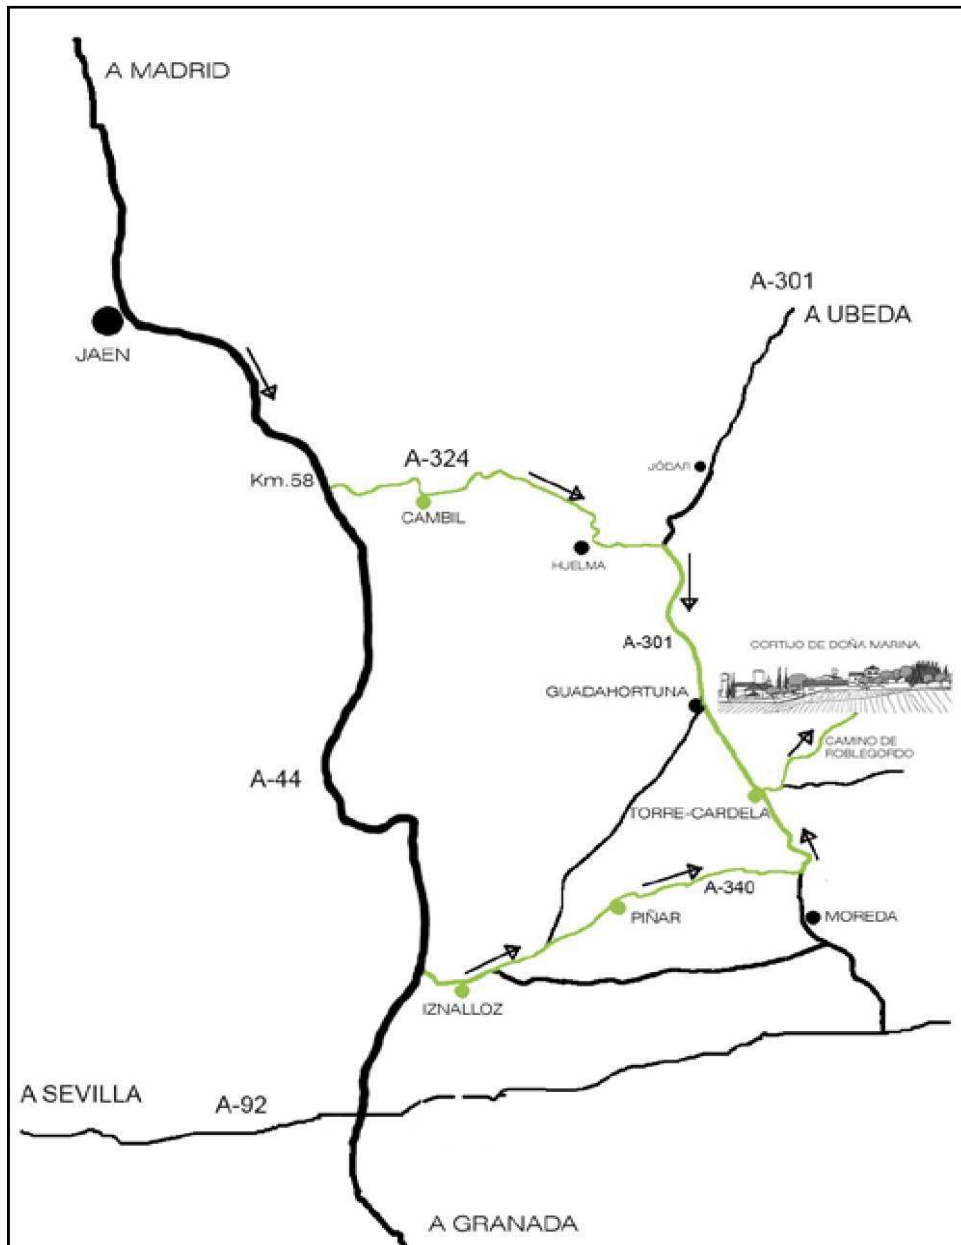 A MADRID
A-301
A UBEDA
JAEN
A-324
JÓDAR
Km.58
CAMBIL
HUELMA
A-301
CORTIJO DE DOÑA MARINA
GUADAHORTUNA
CAMINO DE
ROBLEGORDO
A-44
TORRE-CARDELA
A-340
PIÑAR
MOREDA
IZNALLOZ
A SEVILLA
A-92
A GRANADA